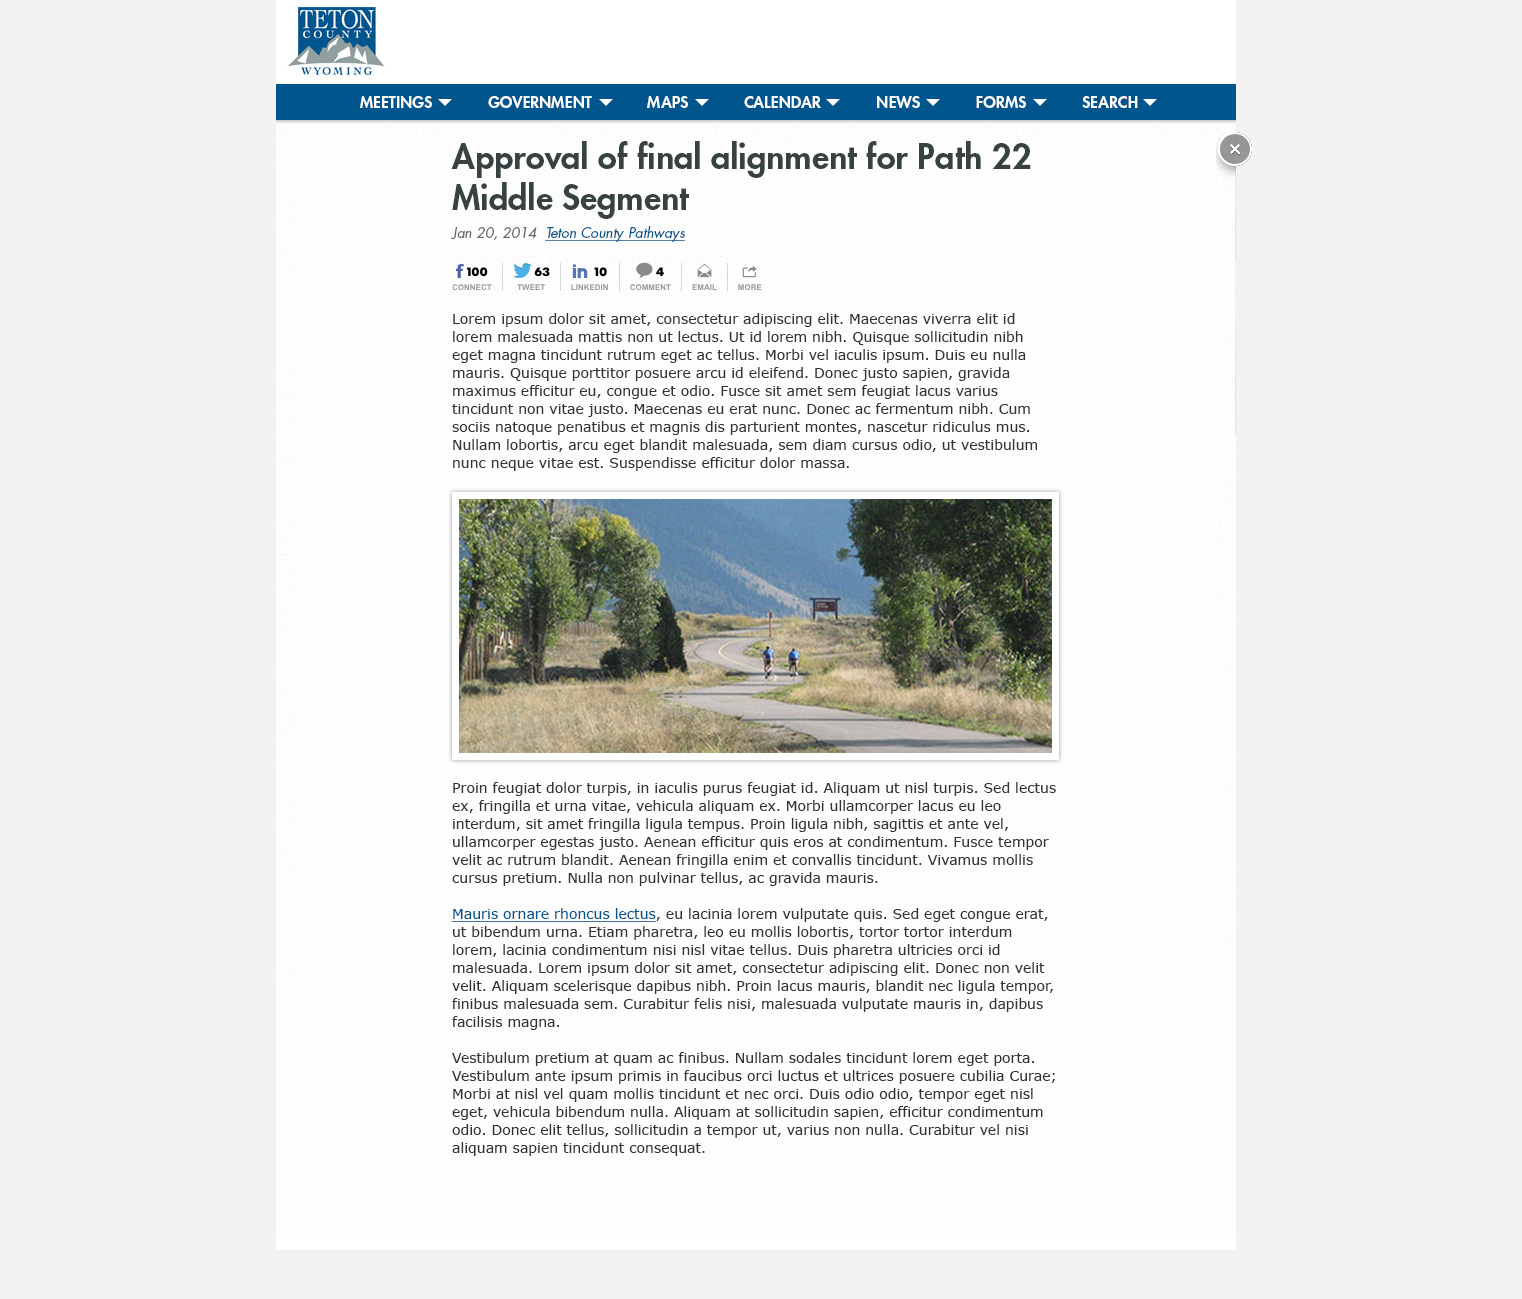 TETON
COUNTY
WYOMING
MEETINGS GOVERNMENT MAPS CALENDAR NEWS FORMS SEARCH
Approval of final alignment for Path 22
Middle Segment
Jan 20, 2014 Teton County Pathways
100 63 10 4
CONNECT TWEET LINKEDIN COMMENT EMAIL MORE
Lorem ipsum dolor sit amet, consectetur adipiscing elit. Maecenas viverra elit id
lorem malesuada mattis non ut lectus. Ut id lorem nibh. Quisque sollicitudin nibh
eget magna tincidunt rutrum eget ac tellus. Morbi vel iaculis ipsum. Duis eu nulla
mauris. Quisque porttitor posuere arcu id eleifend. Donec justo sapien, gravida
maximus efficitur eu, congue et odio. Fusce sit amet sem feugiat lacus varius
tincidunt non vitae justo. Maecenas eu erat nunc. Donec ac fermentum nibh. Cum
sociis natoque penatibus et magnis dis parturient montes, nascetur ridiculus mus.
Nullam lobortis, arcu eget blandit malesuada, sem diam cursus odio, ut vestibulum
nunc neque vitae est. Suspendisse efficitur dolor massa.
Proin feugiat dolor turpis, in iaculis purus feugiat id. Aliquam ut nisl turpis. Sed lectus
ex, fringilla et urna vitae, vehicula aliquam ex. Morbi ullamcorper lacus eu leo
interdum, sit amet fringilla ligula tempus. Proin ligula nibh, sagittis et ante vel,
ullamcorper egestas justo. Aenean efficitur quis eros at condimentum. Fusce tempor
velit ac rutrum blandit. Aenean fringilla enim et convallis tincidunt. Vivamus mollis
cursus pretium. Nulla non pulvinar tellus, ac gravida mauris.
Mauris ornare rhoncus lectus, eu lacinia lorem vulputate quis. Sed eget congue erat,
ut bibendum urna. Etiam pharetra, leo eu mollis lobortis, tortor tortor interdum
lorem, lacinia condimentum nisi nisl vitae tellus. Duis pharetra ultricies orci id
malesuada. Lorem ipsum dolor sit amet, consectetur adipiscing elit. Donec non velit
velit. Aliquam scelerisque dapibus nibh. Proin lacus mauris, blandit nec ligula tempor,
finibus malesuada sem. Curabitur felis nisi, malesuada vulputate mauris in, dapibus
facilisis magna.
Vestibulum pretium at quam ac finibus. Nullam sodales tincidunt lorem eget porta.
Vestibulum ante ipsum primis in faucibus orci luctus et ultrices posuere cubilia Curae;
Morbi at nisl vel quam mollis tincidunt et nec orci. Duis odio odio, tempor eget nisl
eget, vehicula bibendum nulla. Aliquam at sollicitudin sapien, efficitur condimentum
odio. Donec elit tellus, sollicitudin a tempor ut, varius non nulla. Curabitur vel nisi
aliquam sapien tincidunt consequat.